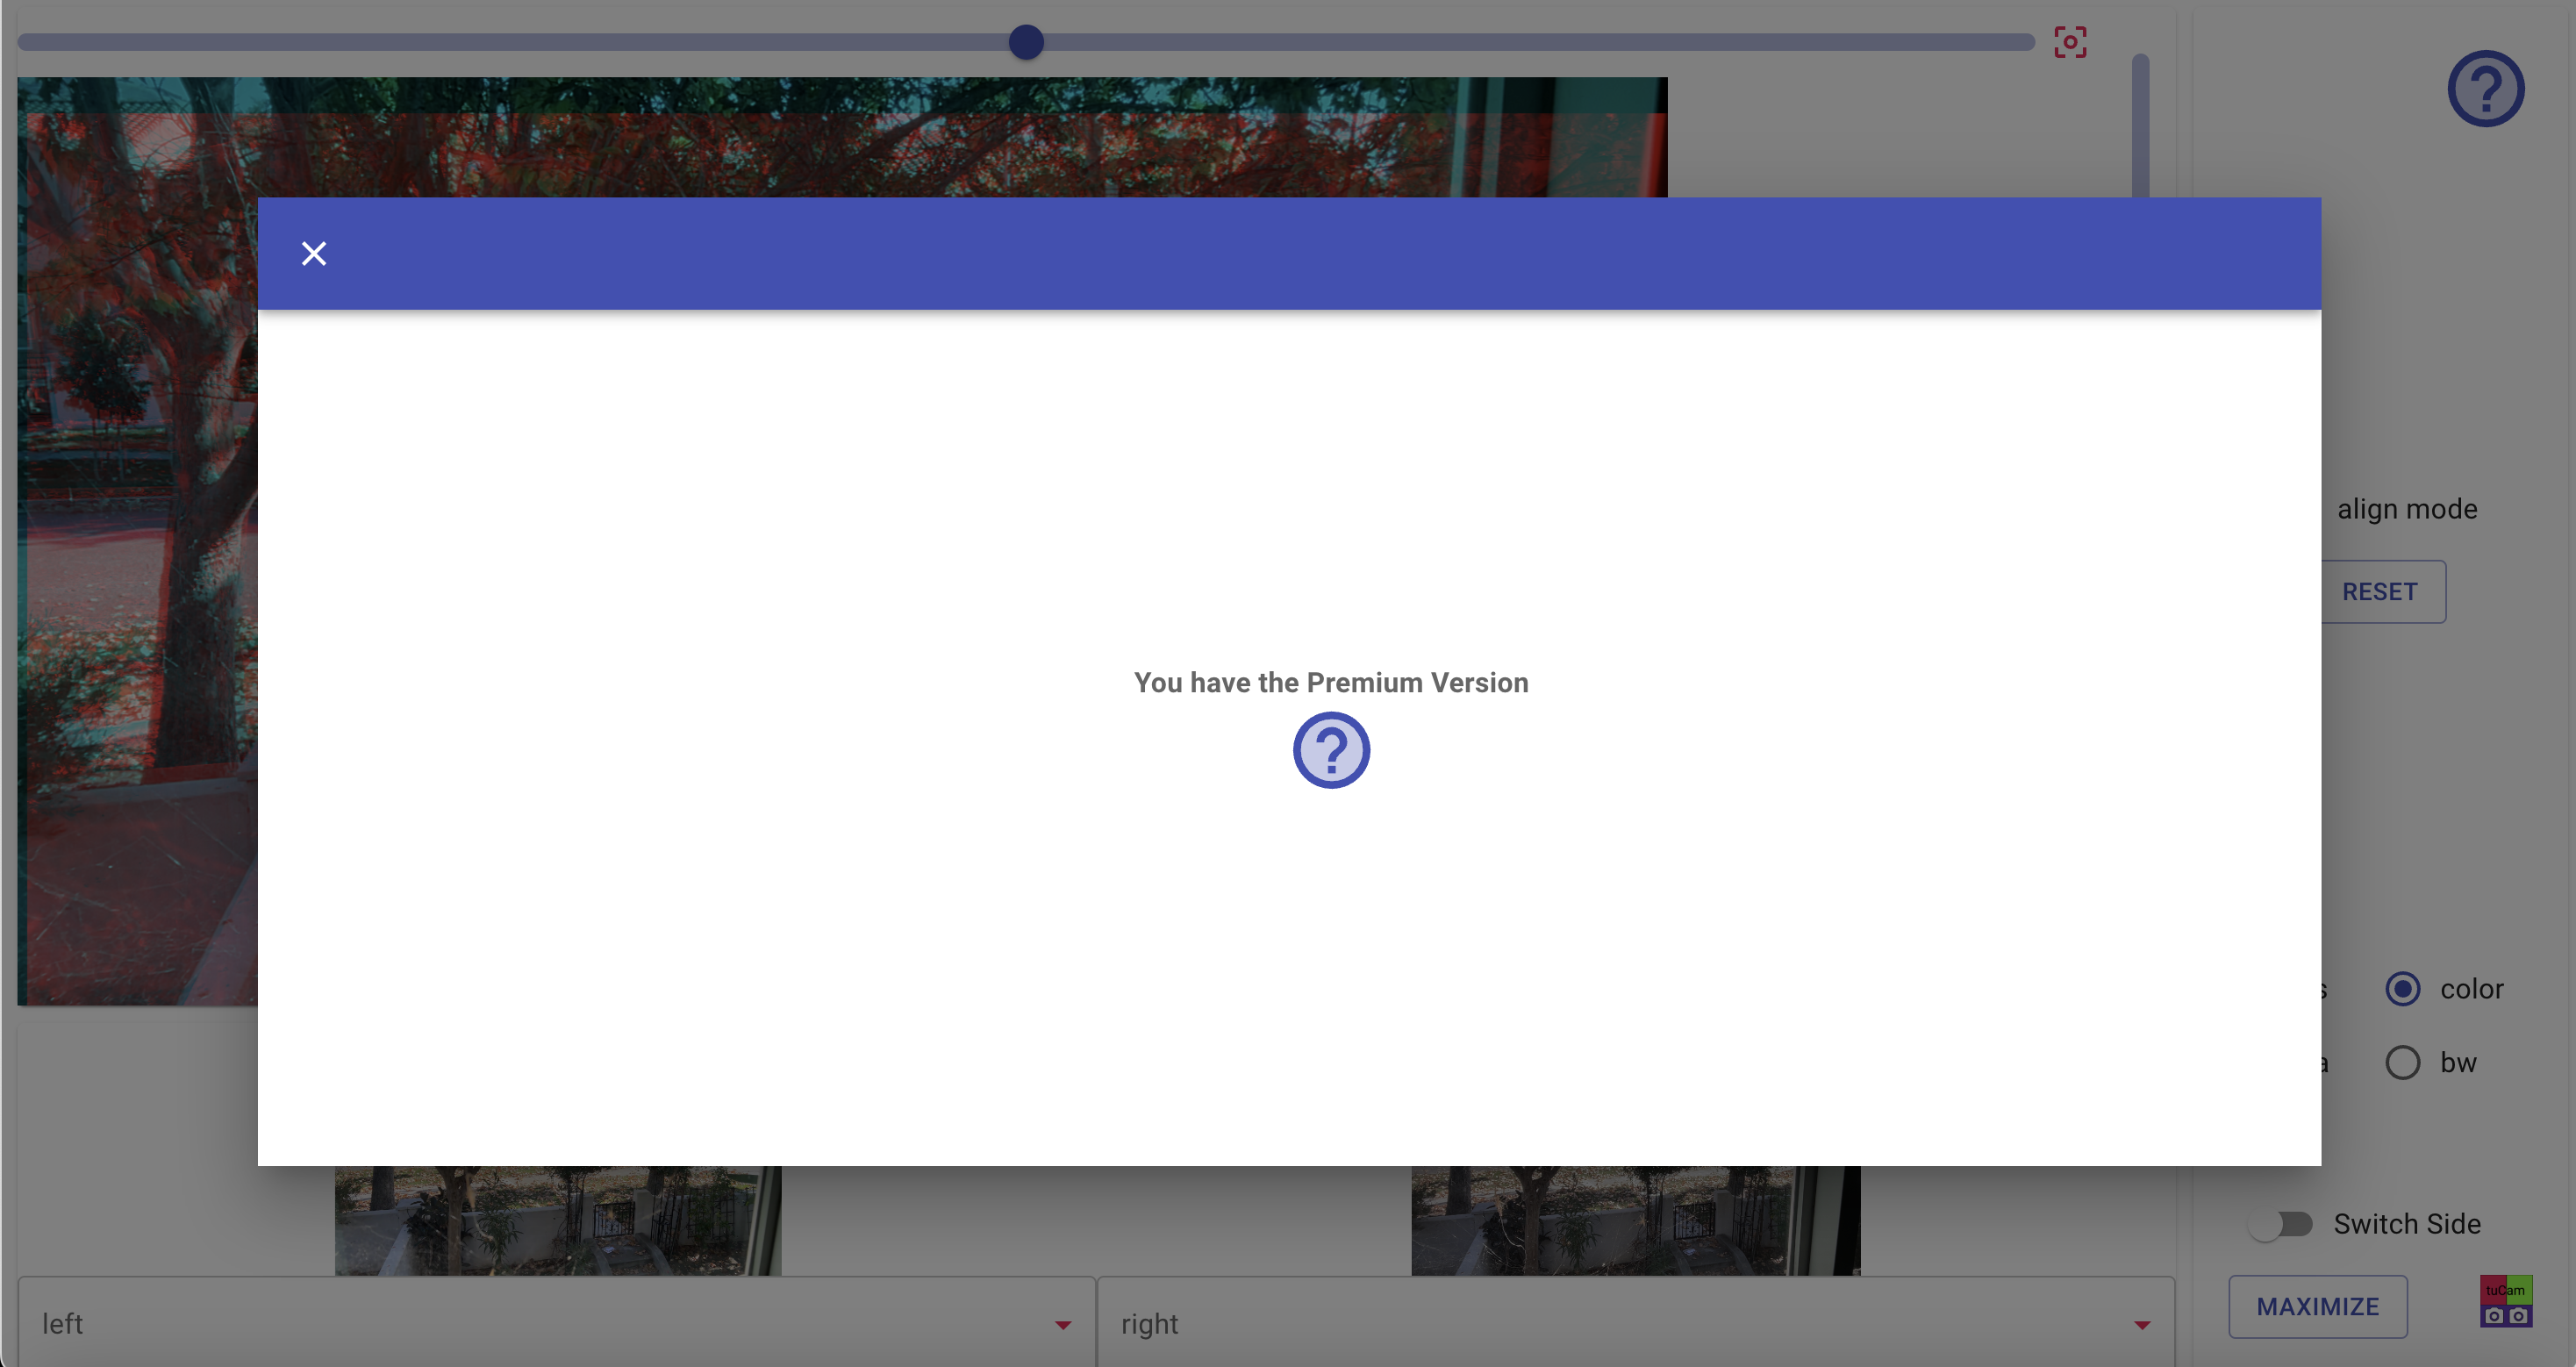 align mode
RESET
You have the Premium Version
?
color
bw
Switch Side
MAXIMIZE
tuCam
left
right